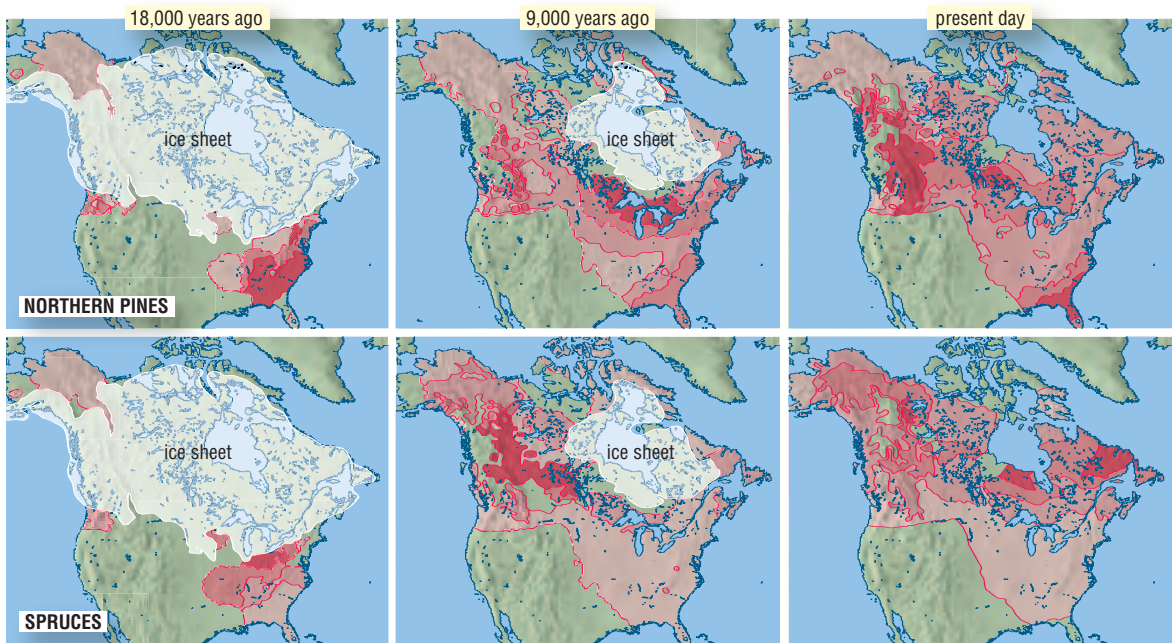 18,000 years ago
9,000 years ago
present day
ice sheet
ice sheet
NORTHERN PINES
ice sheet
ice sheet
SPRUCES